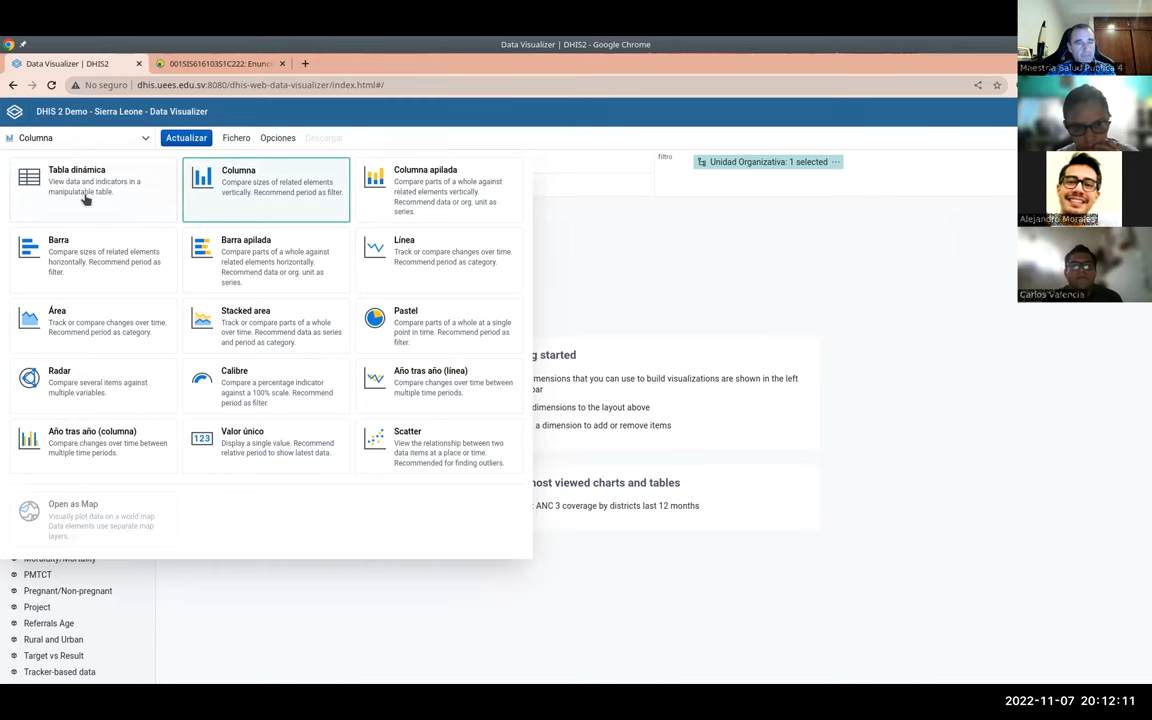 Data Visualizer | DHIS2 - Google Chrome
Data Visualizer | DHIS2
001SIS616103S1C222: Enunc
No seguro
dhis.uees.edu.sv:8080/dhis-web-data-visualizer/index.html#/
DHIS 2 Demo - Sierra Leone - Data Visualizer
Columna
Actualizar
Fichero
Opciones
Descargar
filtro
Unidad Organizativa: 1 selected
Tabla dinámica
View data and indicators in a
manipulatable table.
Columna
Compare sizes of related elements
vertically. Recommend period as filter.
Columna apilada
Compare parts of a whole against
related elements vertically.
Recommend data or org. unit as
series.
Barra
Compare sizes of related elements
horizontally. Recommend period as
filter.
Barra apilada
Compare parts of a whole against
related elements horizontally.
Recommend data or org. unit as
series.
Línea
Track or compare changes over time.
Recommend period as category.
Área
Track or compare changes over time.
Recommend period as category.
Stacked area
Track or compare parts of a whole
over time. Recommend data as series
and period as category.
Pastel
Compare parts of a whole at a single
point in time. Recommend period as
filter.
Radar
Compare several items against
multiple variables.
Calibre
Compare a percentage indicator
against a 100% scale. Recommend
period as filter.
Año tras año (línea)
Compare changes over time between
multiple time periods.
Año tras año (columna)
Compare changes over time between
multiple time periods.
123
Valor único
Display a single value. Recommend
relative period to show latest data.
Scatter
View the relationship between two
data items at a place or time.
Recommended for finding outliers.
Open as Map
Visually plot data on a world map.
Data elements use separate map
layers.
g started
mensions that you can use to build visualizations are shown in the left
bar
dimensions to the layout above
a dimension to add or remove items
most viewed charts and tables
: ANC 3 coverage by districts last 12 months
Morbidity/Mortality
PMTCT
Pregnant/Non-pregnant
Project
Referrals Age
Rural and Urban
Target vs Result
Tracker-based data
Maestria Salud Publica 4
Alejandro Morales
Carlos Valencia
2022-11-07 20:12:11